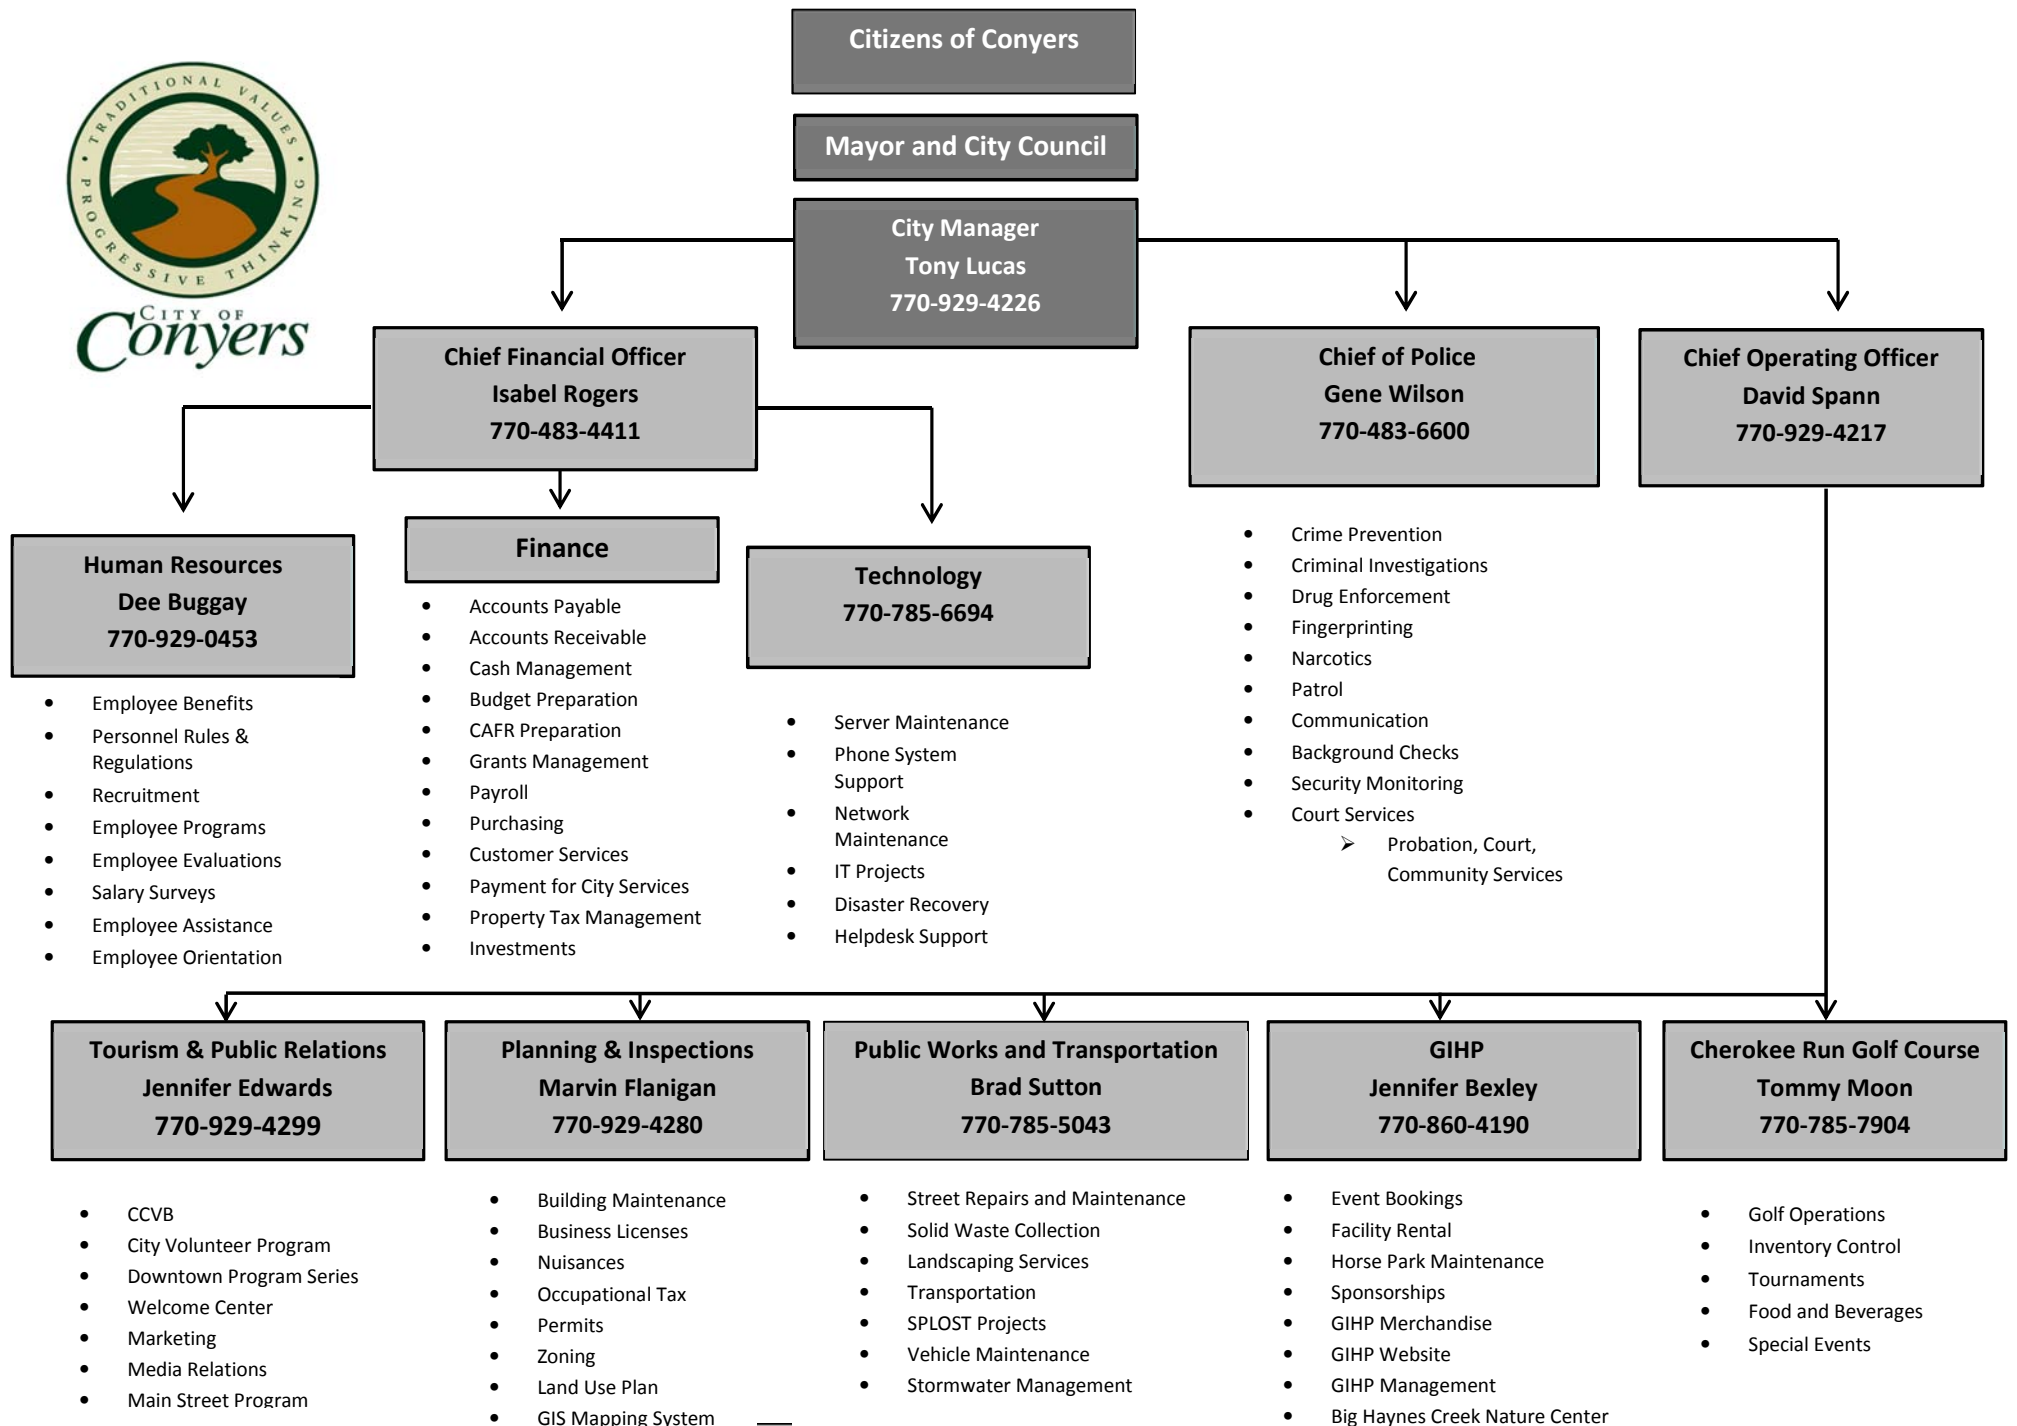 TRADITIONAL VALUES • PROGRESSIVE THINKING •
CITY OF
Conyers
Citizens of Conyers
Mayor and City Council
City Manager
Tony Lucas
770-929-4226
Chief Financial Officer
Isabel Rogers
770-483-4411
Chief of Police
Gene Wilson
770-483-6600
Chief Operating Officer
David Spann
770-929-4217
Human Resources
Dee Buggay
770-929-0453
• Employee Benefits
• Personnel Rules &
Regulations
• Recruitment
• Employee Programs
• Employee Evaluations
• Salary Surveys
• Employee Assistance
• Employee Orientation
Finance
• Accounts Payable
• Accounts Receivable
• Cash Management
• Budget Preparation
• CAFR Preparation
• Grants Management
• Payroll
• Purchasing
• Customer Services
• Payment for City Services
• Property Tax Management
• Investments
Technology
770-785-6694
• Server Maintenance
• Phone System
Support
• Network
Maintenance
• IT Projects
• Disaster Recovery
• Helpdesk Support
• Crime Prevention
• Criminal Investigations
• Drug Enforcement
• Fingerprinting
• Narcotics
• Patrol
• Communication
• Background Checks
• Security Monitoring
• Court Services
➢ Probation, Court,
Community Services
Tourism & Public Relations
Jennifer Edwards
770-929-4299
• CCVB
• City Volunteer Program
• Downtown Program Series
• Welcome Center
• Marketing
• Media Relations
• Main Street Program
Planning & Inspections
Marvin Flanigan
770-929-4280
• Building Maintenance
• Business Licenses
• Nuisances
• Occupational Tax
• Permits
• Zoning
• Land Use Plan
• GIS Mapping System
Public Works and Transportation
Brad Sutton
770-785-5043
• Street Repairs and Maintenance
• Solid Waste Collection
• Landscaping Services
• Transportation
• SPLOST Projects
• Vehicle Maintenance
• Stormwater Management
GIHP
Jennifer Bexley
770-860-4190
• Event Bookings
• Facility Rental
• Horse Park Maintenance
• Sponsorships
• GIHP Merchandise
• GIHP Website
• GIHP Management
• Big Haynes Creek Nature Center
Cherokee Run Golf Course
Tommy Moon
770-785-7904
• Golf Operations
• Inventory Control
• Tournaments
• Food and Beverages
• Special Events